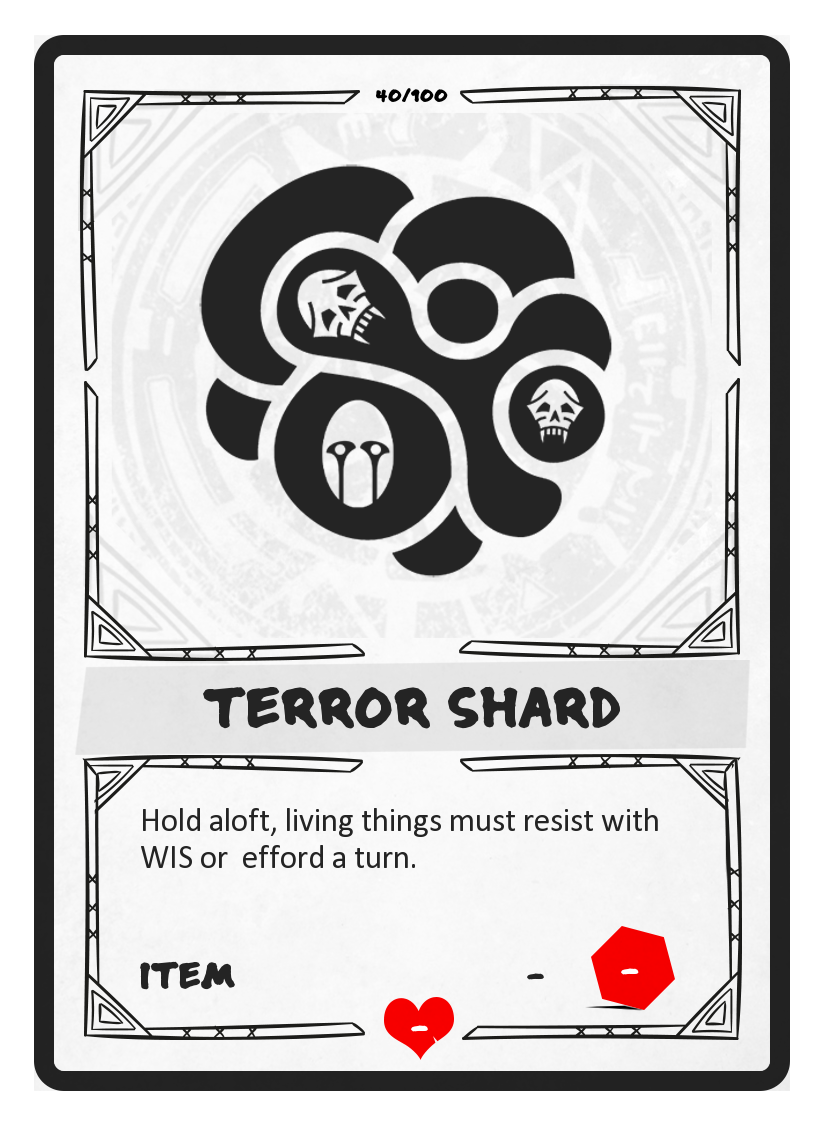 40/100
TERROR SHARD
Hold aloft, living things must resist with
WIS or  efford a turn.
ITEM
-
-
-